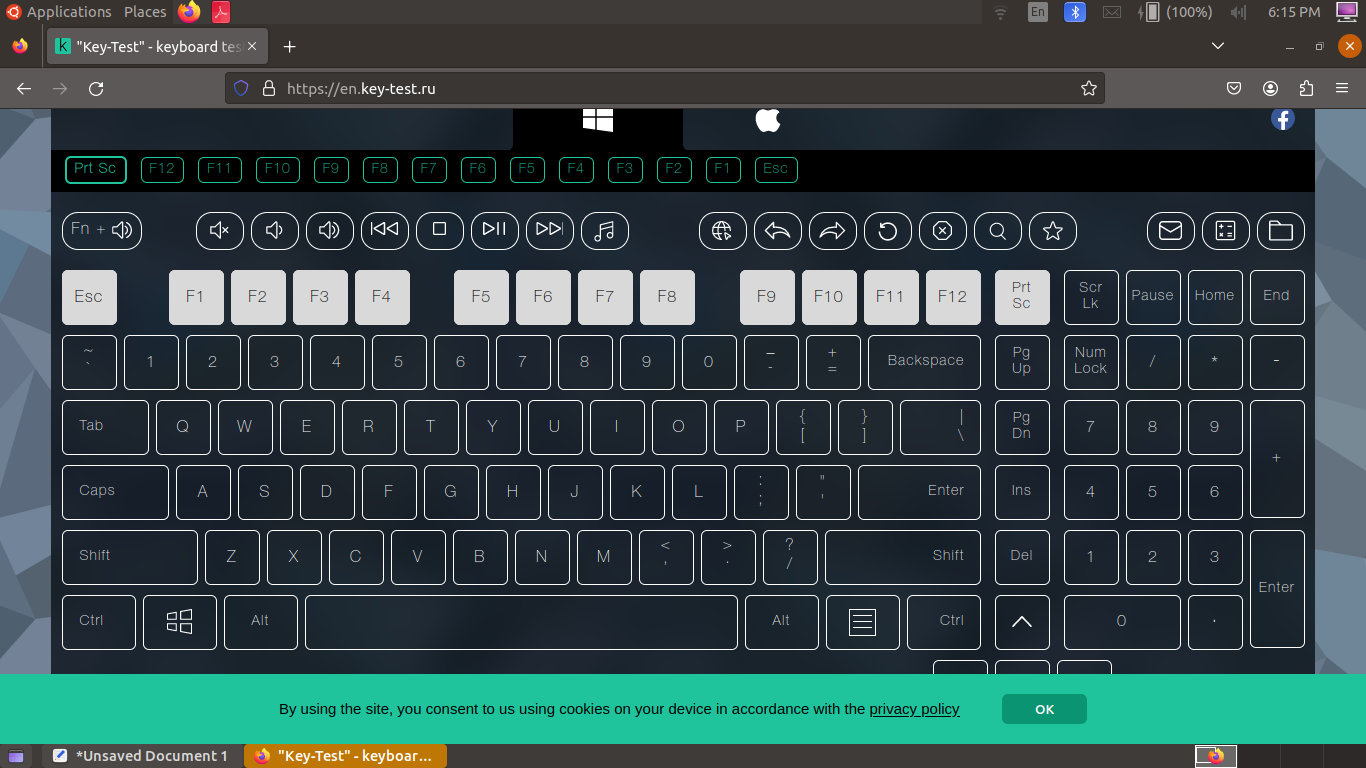 Applications Places En (100%) 6:15 PM
"Key-Test" - keyboard tes
https://en.key-test.ru
Prt Sc F12 F11 F10 F9 F8 F7 F6 F5 F4 F3 F2 F1 Esc
Fn +
Esc F1 F2 F3 F4 F5 F6 F7 F8 F9 F10 F11 F12 Prt Sc Scr Lk Pause Home End
~ ` 1 2 3 4 5 6 7 8 9 0 _ - + = Backspace Pg Up Num Lock / * -
Tab Q W E R T Y U I O P { [ } ] | \ Pg Dn 7 8 9 +
Caps A S D F G H J K L : ; " ' Enter Ins 4 5 6
Shift Z X C V B N M < , > . ? / Shift Del 1 2 3 Enter
Ctrl Alt Alt Ctrl 0 .
By using the site, you consent to us using cookies on your device in accordance with the privacy policy OK
*Unsaved Document 1 "Key-Test" - keyboar...